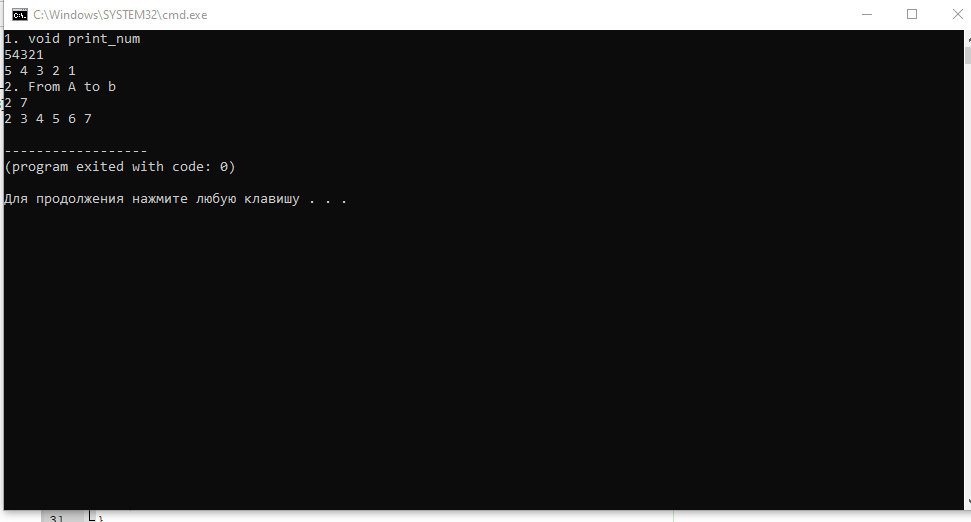 C:\Windows\SYSTEM32\cmd.exe
1. void print_num
54321
5 4 3 2 1
2. From A to b
2 7
2 3 4 5 6 7
------------------
(program exited with code: 0)
Для продолжения нажмите любую клавишу . . .
31 }